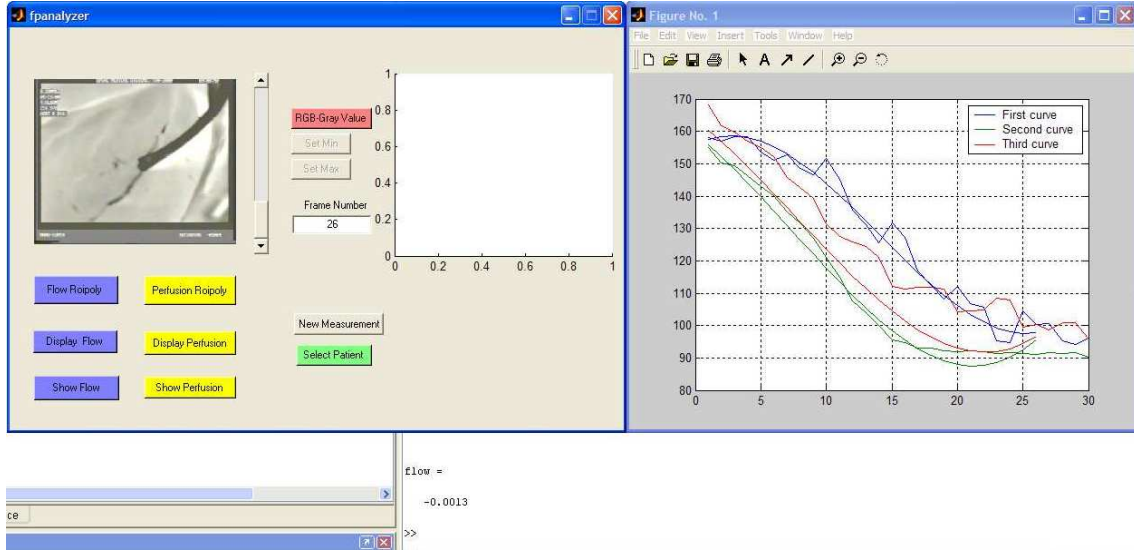 fpanalyzer
RGB-Gray Value
Set Min
Set Max
Frame Number
26
1
0.8
0.6
0.4
0.2
0
0 0.2 0.4 0.6 0.8 1
Flow Roipoly
Perfusion Roipoly
Display Flow
Display Perfusion
Show Flow
Show Perfusion
New Measurement
Select Patient
Figure No. 1
File Edit View Insert Tools Window Help
A
170
160
150
140
130
120
110
100
90
80
0 5 10 15 20 25 30
First curve
Second curve
Third curve
flow =
-0.0013
>>
ce